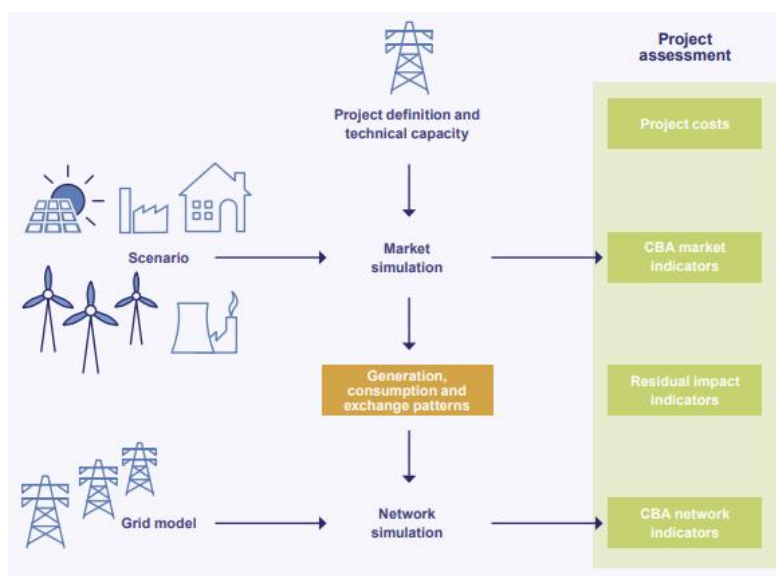 Project
assessment
Project definition and
technical capacity
Project costs
Scenario
Market
simulation
CBA market
indicators
Generation,
consumption and
exchange patterns
Residual impact
indicators
Grid model
Network
simulation
CBA network
indicators